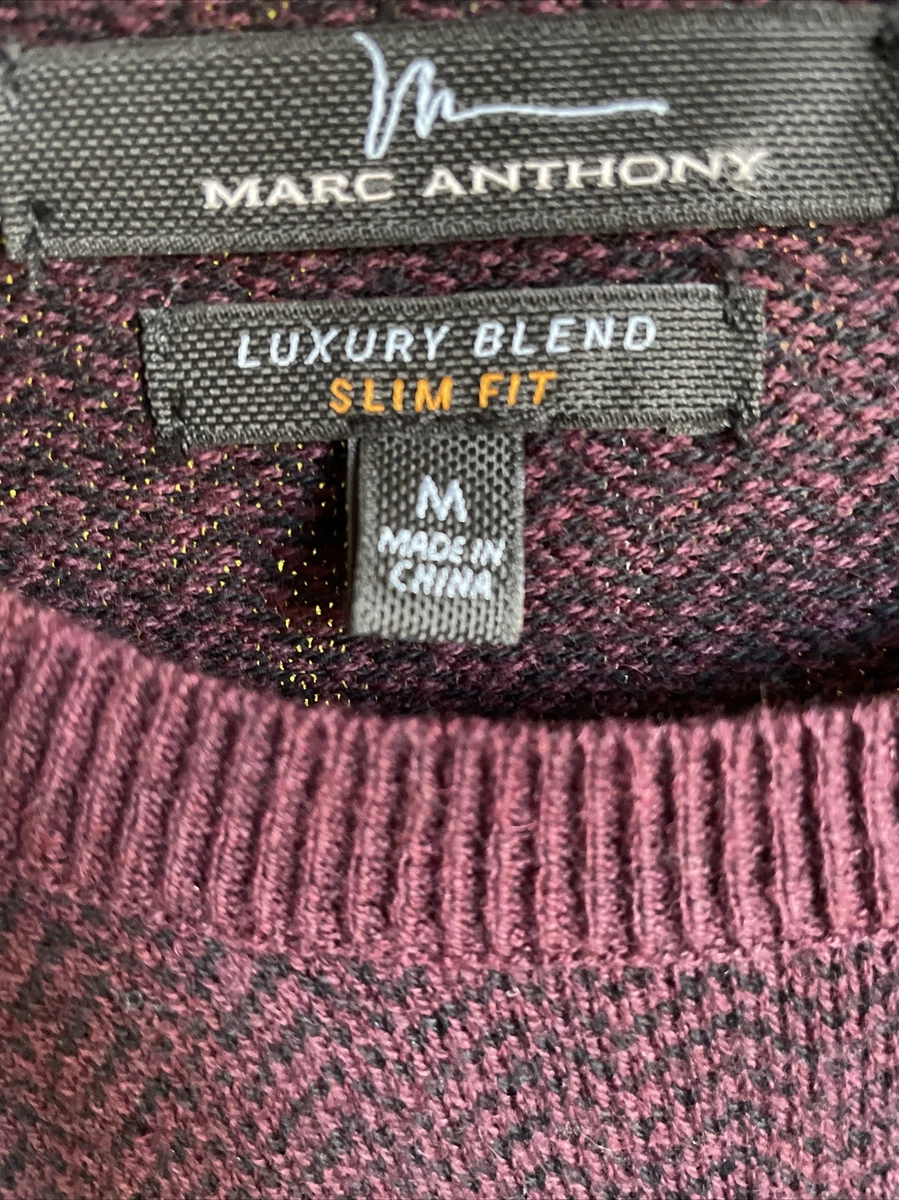 MARC ANTHONY
LUXURY BLEND
SLIM FIT
M
MADE IN
CHINA